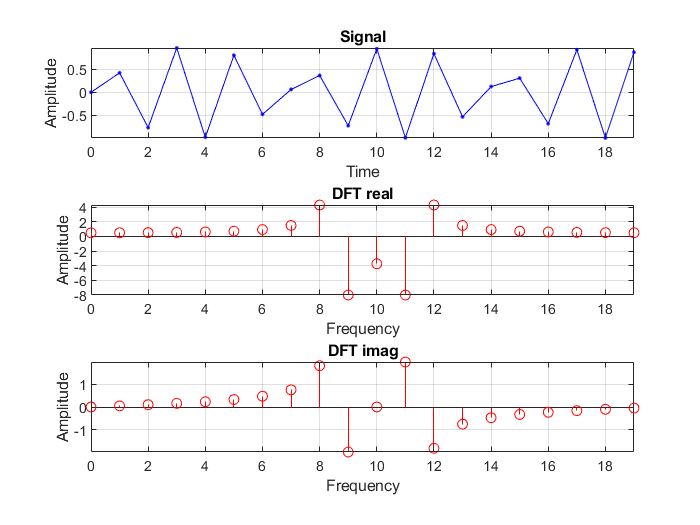 Signal
Amplitude
0.5
0
-0.5
0 2 4 6 8 10 12 14 16 18
Time
DFT real
Amplitude
4
2
0
-2
-4
-6
-8
0 2 4 6 8 10 12 14 16 18
Frequency
DFT imag
Amplitude
1
0
-1
0 2 4 6 8 10 12 14 16 18
Frequency